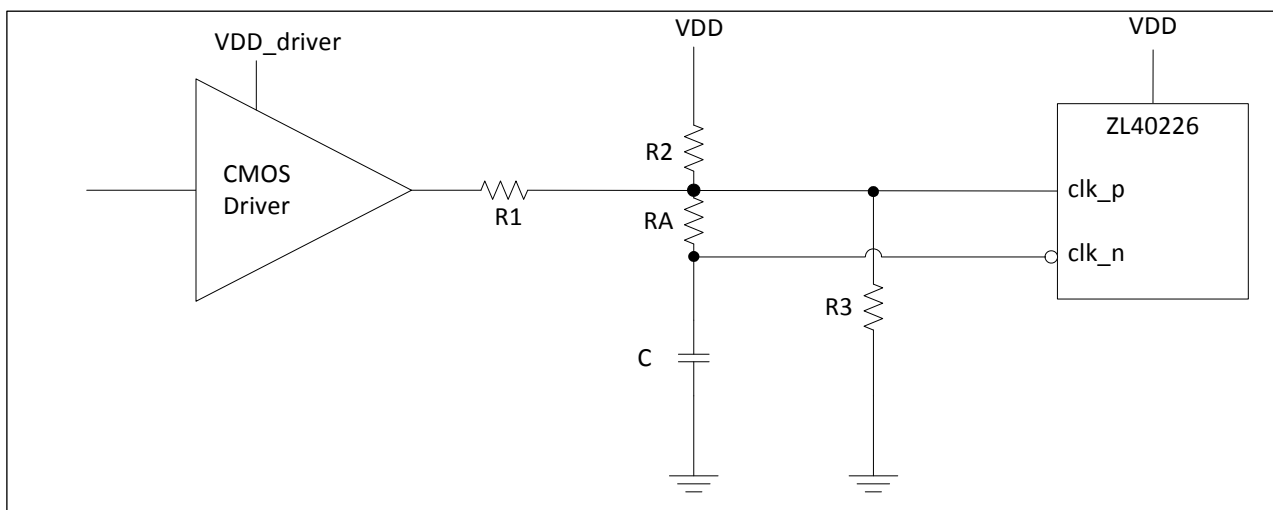 VDD_driver
VDD
VDD
ZL40226
R2
CMOS
Driver
clk_p
R1
RA
clk_n
R3
C